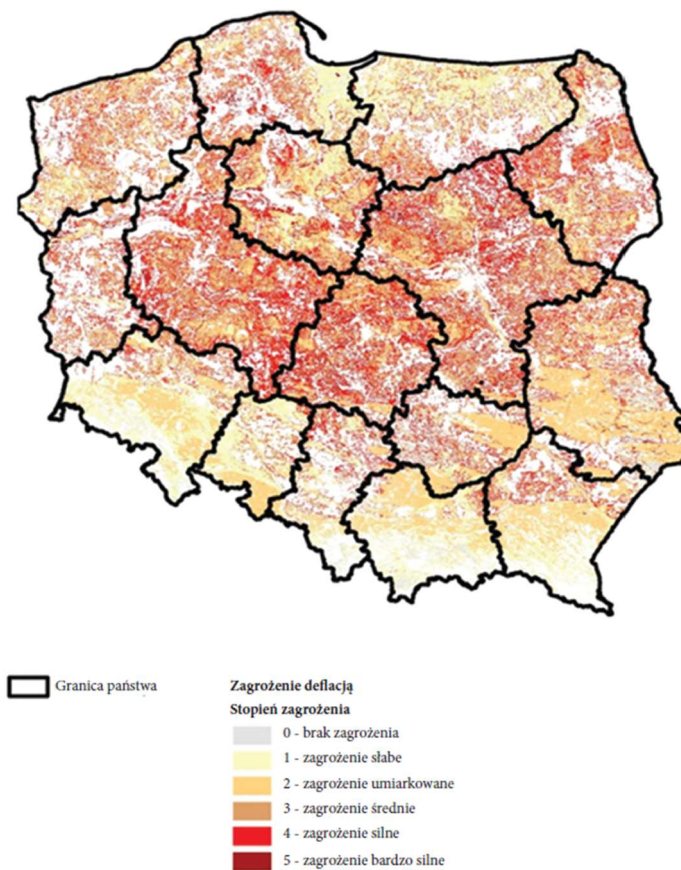 Granica państwa
Zagrożenie deflacją
Stopień zagrożenia
0 - brak zagrożenia
1 - zagrożenie słabe
2 - zagrożenie umiarkowane
3 - zagrożenie średnie
4 - zagrożenie silne
5 - zagrożenie bardzo silne